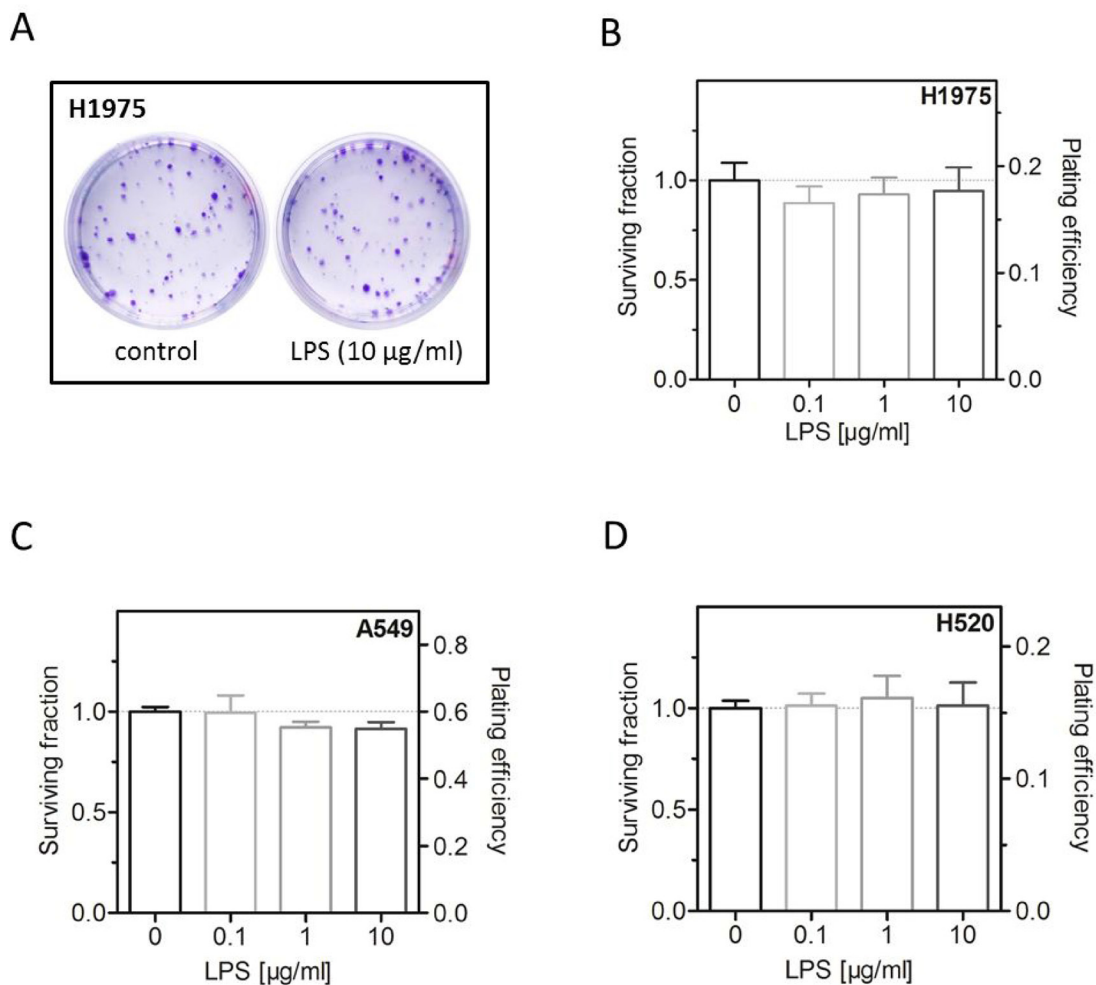 A
H1975
control
LPS (10 µg/ml)
B
H1975
Surviving fraction
1.0
0.5
0.0
Plating efficiency
0.2
0.1
0.0
0 0.1 1 10
LPS [µg/ml]
C
A549
Surviving fraction
1.0
0.5
0.0
Plating efficiency
0.8
0.6
0.4
0.2
0.0
0 0.1 1 10
LPS [µg/ml]
D
H520
Surviving fraction
1.0
0.5
0.0
Plating efficiency
0.2
0.1
0.0
0 0.1 1 10
LPS [µg/ml]